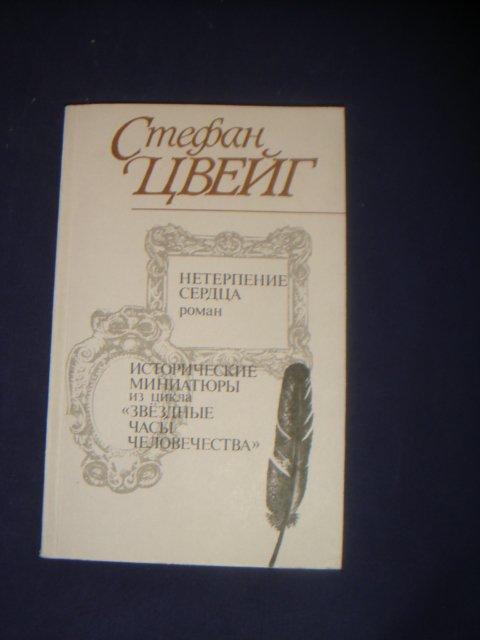 Стефан
ЦВЕЙГ
НЕТЕРПЕНИЕ
СЕРДЦА
роман
ИСТОРИЧЕСКИЕ
МИНИАТЮРЫ
из цикла
«ЗВЁЗДНЫЕ
ЧАСЫ
ЧЕЛОВЕЧЕСТВА»